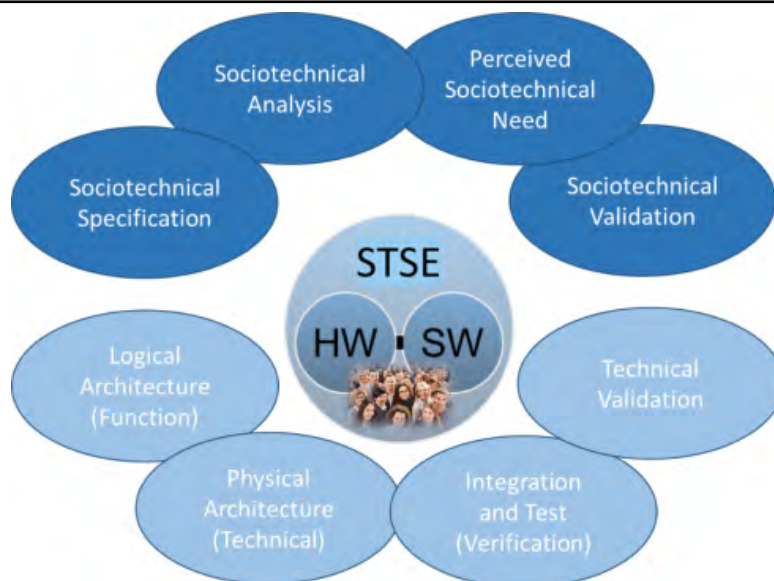 Sociotechnical
Analysis
Perceived
Sociotechnical
Need
Sociotechnical
Specification
Sociotechnical
Validation
STSE
HW
SW
Logical
Architecture
(Function)
Technical
Validation
Physical
Architecture
(Technical)
Integration
and Test
(Verification)